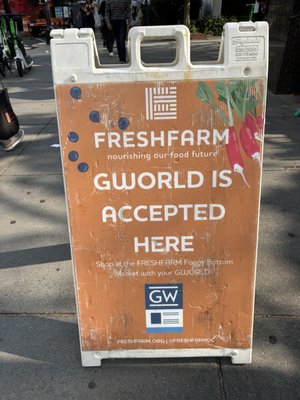 FRESHFARM
nourishing our food future
GWORLD IS
ACCEPTED
HERE
Shop at the FRESHFARM Foggy Bottom
Market with your GWORLD!
GW
FRESHFARM.ORG | @FRESHFARMDC